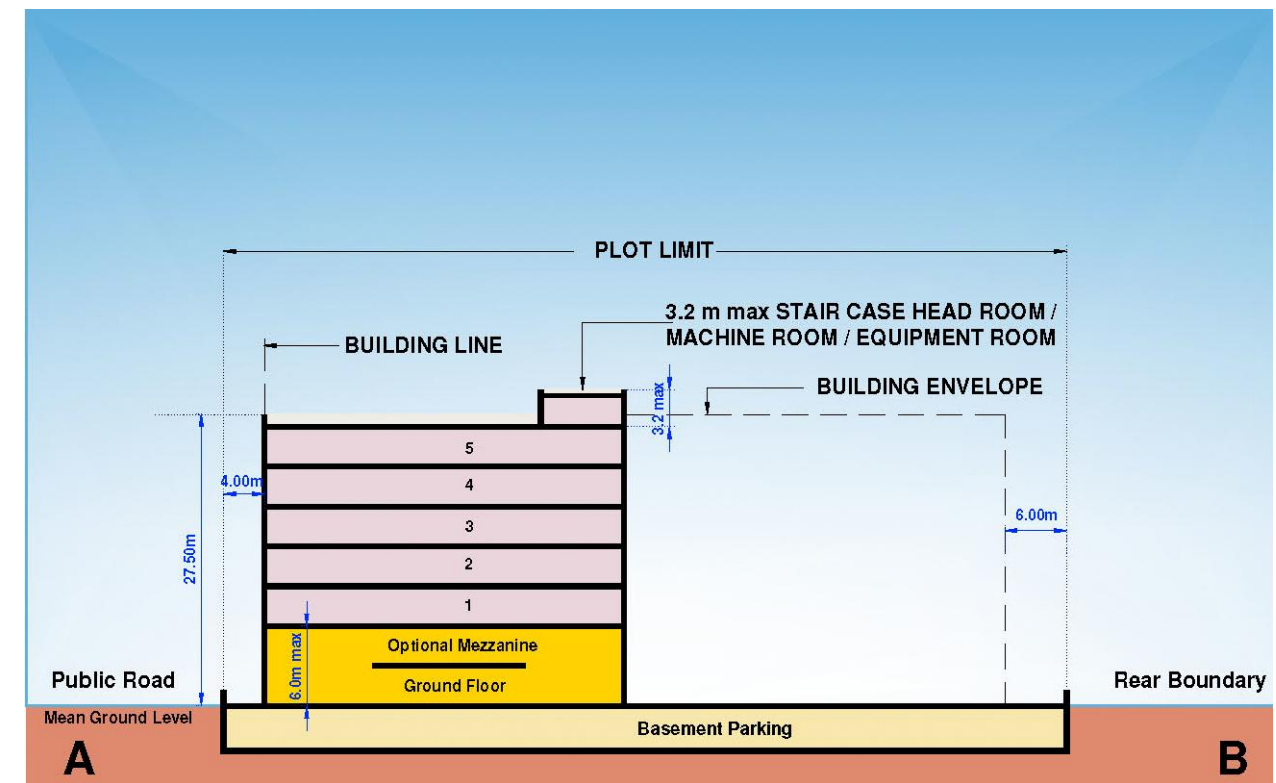 PLOT LIMIT
3.2 m max STAIR CASE HEAD ROOM /
MACHINE ROOM / EQUIPMENT ROOM
BUILDING LINE
BUILDING ENVELOPE
3.2 max
5
4.00m
4
6.00m
3
27.50m
2
1
Optional Mezzanine
6.0m max
Ground Floor
Public Road
Rear Boundary
Mean Ground Level
Basement Parking
A
B